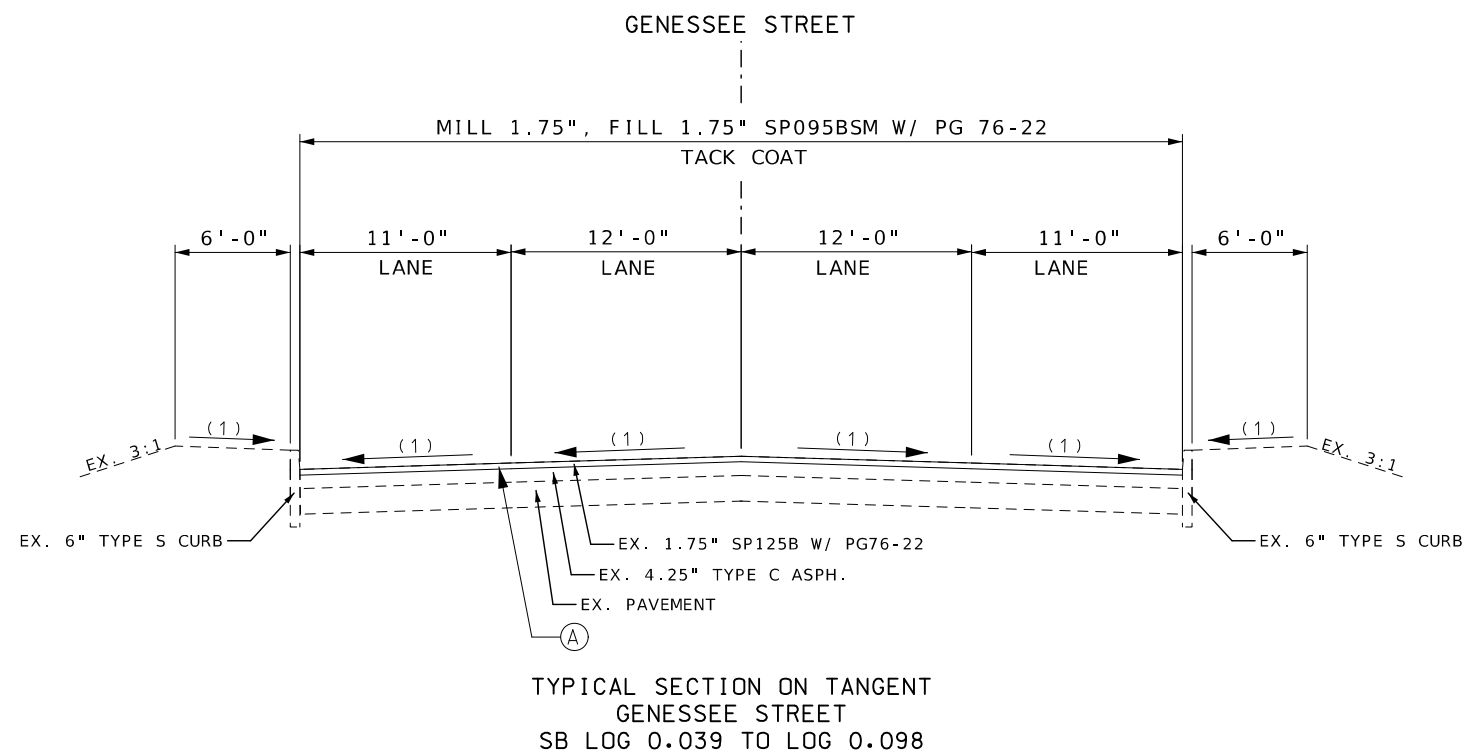 GENESSEE STREET
MILL 1.75", FILL 1.75" SP095BSM W/ PG 76-22
TACK COAT
6'-0"
11'-0"
12'-0"
12'-0"
11'-0"
6'-0"
LANE
LANE
LANE
LANE
EX. 3:1
(1)
(1)
(1)
(1)
(1)
(1)
EX. 3:1
EX. 6" TYPE S CURB
EX. 1.75" SP125B W/ PG76-22
EX. 6" TYPE S CURB
EX. 4.25" TYPE C ASPH.
EX. PAVEMENT
A
TYPICAL SECTION ON TANGENT
GENESSEE STREET
SB LOG 0.039 TO LOG 0.098